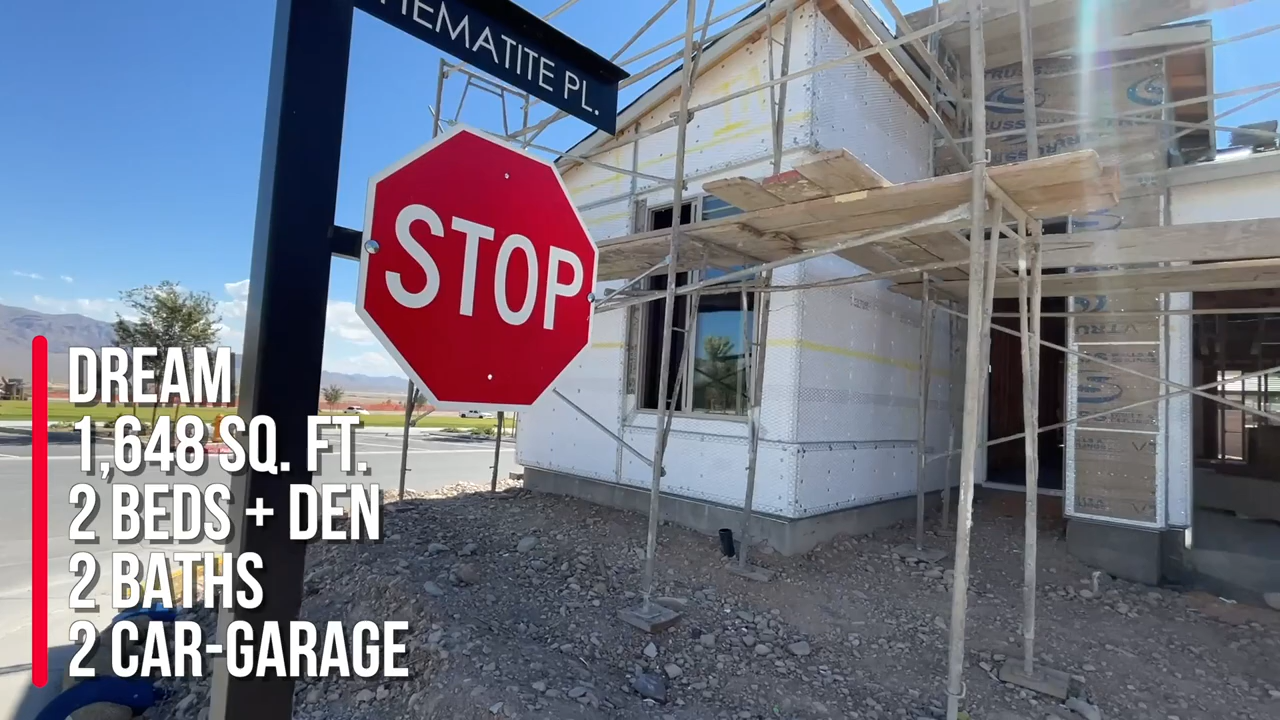 HEMATITE PL.
STOP
DREAM
1,648 SQ. FT.
2 BEDS + DEN
2 BATHS
2 CAR-GARAGE